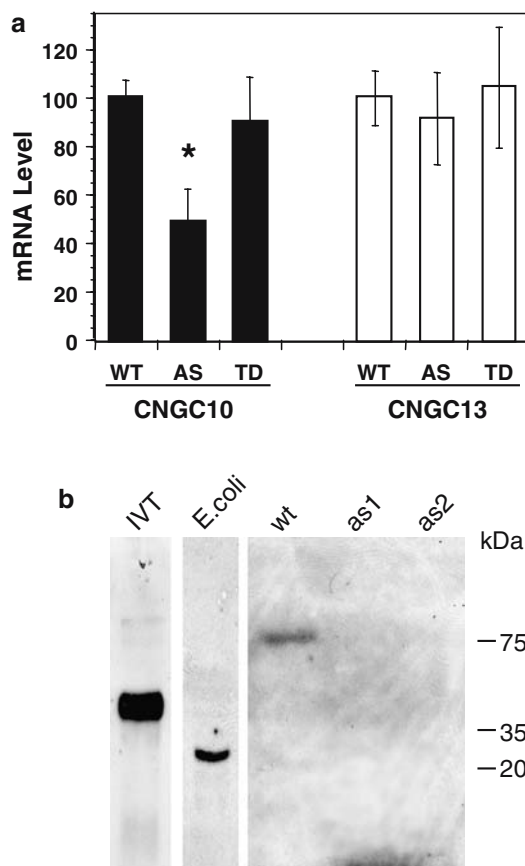 a
mRNA Level
120
100
80
60
40
20
0
*
WT AS TD WT AS TD
CNGC10 CNGC13
b
IVT E.coli wt as1 as2
kDa
75
35
20